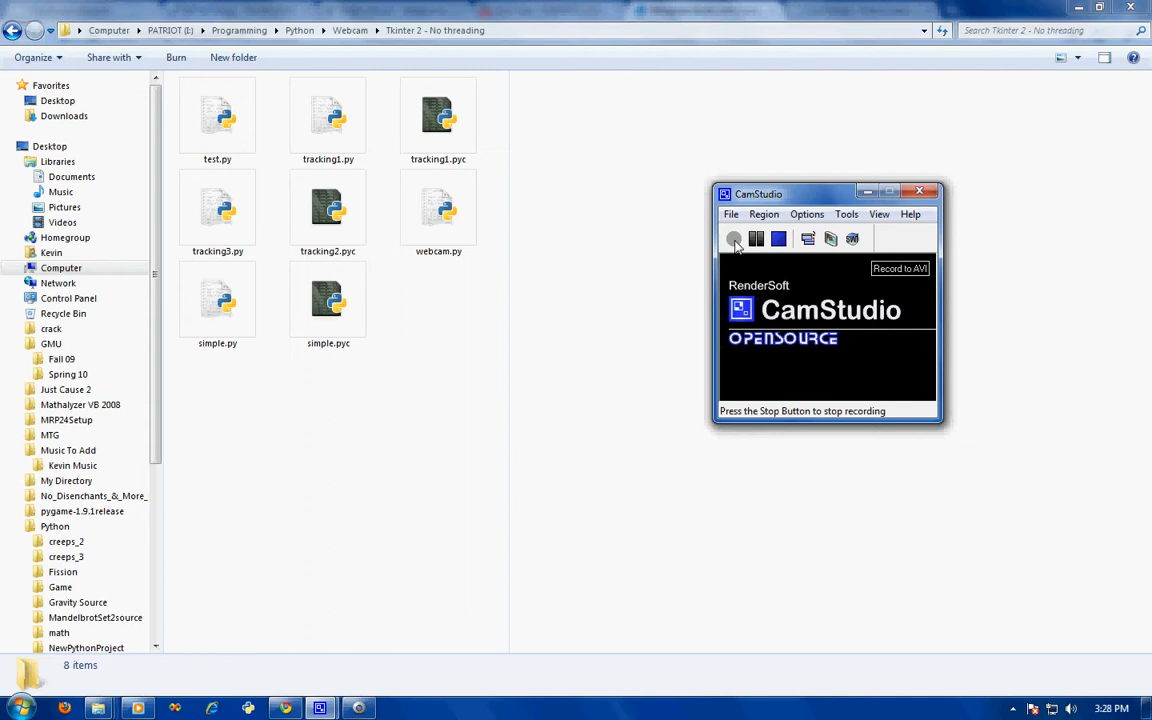 Computer ▸ PATRIOT (I:) ▸ Programming ▸ Python ▸ Webcam ▸ Tkinter 2 - No threading
Search Tkinter 2 - No threading
Organize Share with Burn New folder
Favorites
Desktop
Downloads
Desktop
Libraries
Documents
Music
Pictures
Videos
Homegroup
Kevin
Computer
Network
Control Panel
Recycle Bin
crack
GMU
Fall 09
Spring 10
Just Cause 2
Mathalyzer VB 2008
MRP24Setup
MTG
Music To Add
Kevin Music
My Directory
No_Disenchants_&_More_
pygame-1.9.1release
Python
creeps_2
creeps_3
Fission
Game
Gravity Source
MandelbrotSet2source
math
NewPythonProject
test.py tracking1.py tracking1.pyc
tracking3.py tracking2.pyc webcam.py
simple.py simple.pyc
CamStudio
File Region Options Tools View Help
SWF
Record to AVI
RenderSoft
CamStudio
OPENSOURCE
Press the Stop Button to stop recording
8 items
3:28 PM